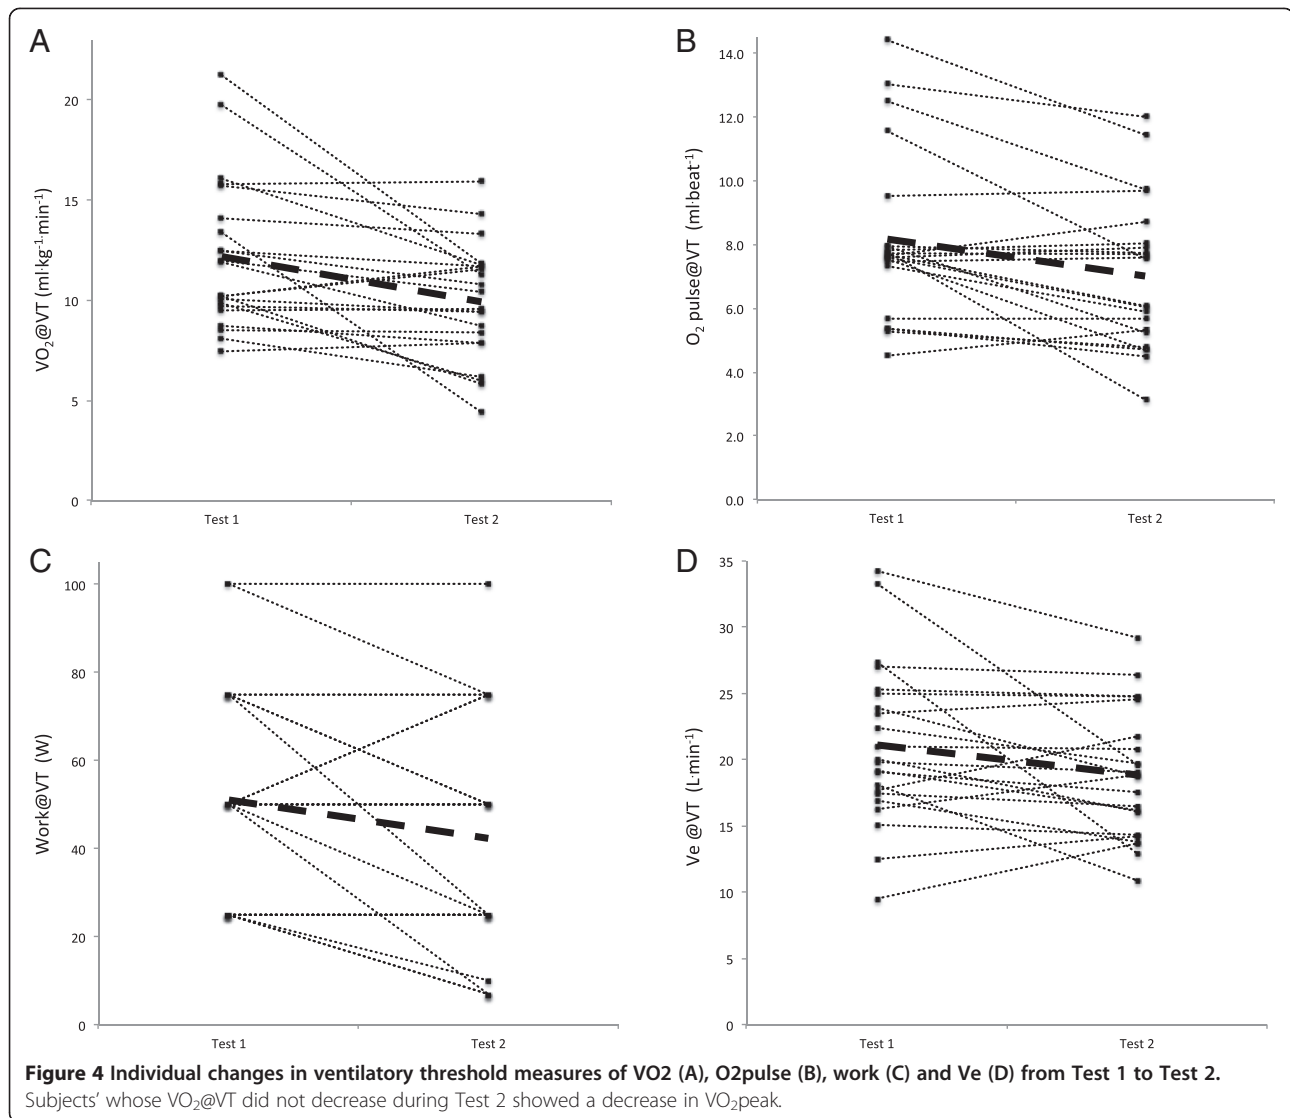 A
VO₂@VT (ml·kg⁻¹·min⁻¹)
20
15
10
5
0
Test 1 Test 2
B
O₂ pulse@VT (ml·beat⁻¹)
14.0
12.0
10.0
8.0
6.0
4.0
2.0
0.0
Test 1 Test 2
C
Work@VT (W)
100
80
60
40
20
0
Test 1 Test 2
D
Ve @VT (L·min⁻¹)
35
30
25
20
15
10
5
0
Test 1 Test 2
Figure 4 Individual changes in ventilatory threshold measures of VO2 (A), O2pulse (B), work (C) and Ve (D) from Test 1 to Test 2.
Subjects' whose VO₂@VT did not decrease during Test 2 showed a decrease in VO₂peak.